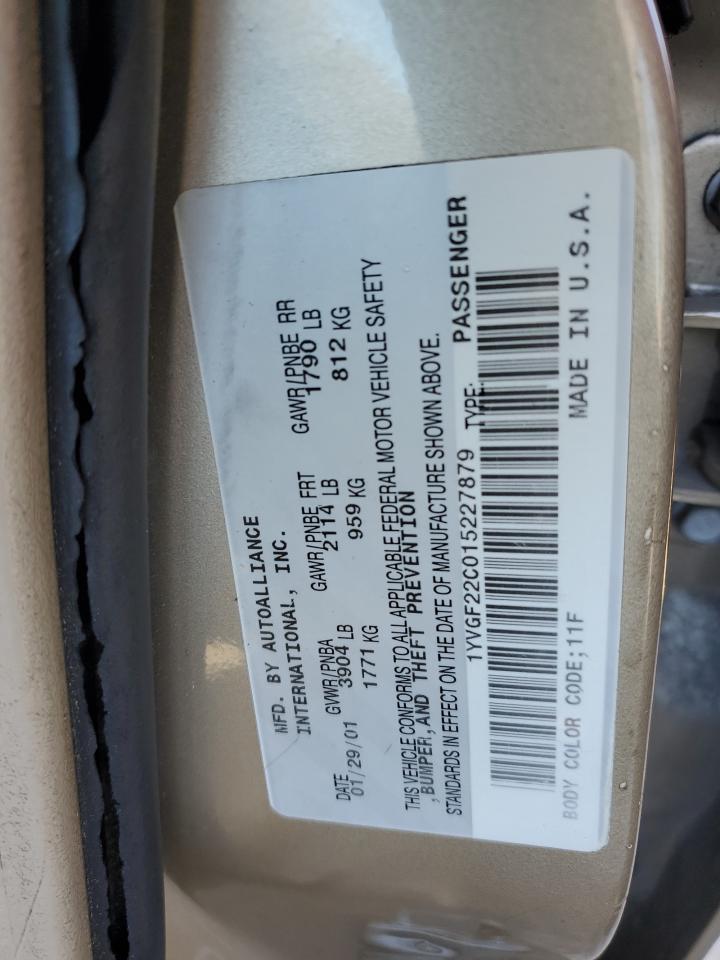 MFD. BY AUTOALLIANCE
INTERNATIONAL, INC.
DATE GVWR/PNBA GAWR/PNBE FRT GAWR/PNBE RR
01/29/01 3904 LB 2114 LB 1790 LB
1771 KG 959 KG 812 KG
THIS VEHICLE CONFORMS TO ALL APPLICABLE FEDERAL MOTOR VEHICLE SAFETY
, BUMPER, AND THEFT PREVENTION
STANDARDS IN EFFECT ON THE DATE OF MANUFACTURE SHOWN ABOVE.
1YVGF22C015227879 TYPE: PASSENGER
BODY COLOR CODE;11F MADE IN U.S.A.